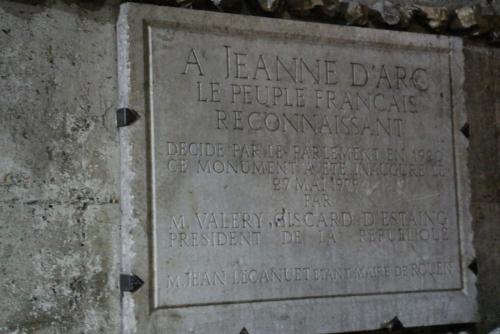 A JEANNE D'ARC
LE PEUPLE FRANCAIS
RECONNAISSANT
DECIDE PAR LE PARLEMENT EN 1920
CE MONUMENT A ETE INAUGURE LE
27 MAI 1979
PAR
M. VALERY GISCARD D'ESTAING
PRESIDENT DE LA REPUBLIQUE
M. JEAN LECANUET ETANT MAIRE DE ROUEN